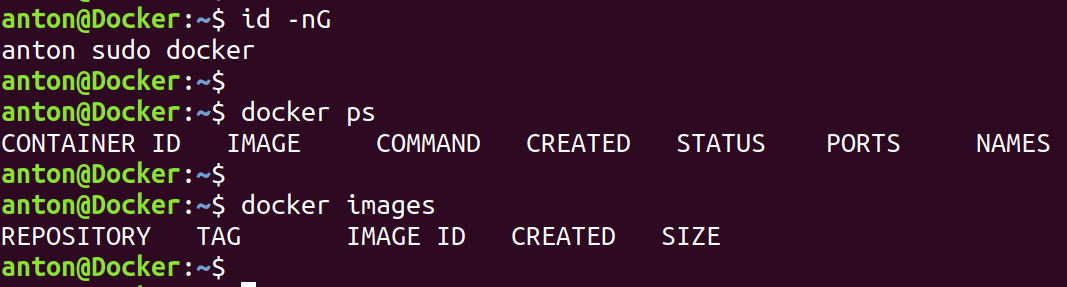 anton@Docker:~$ id -nG
anton sudo docker
anton@Docker:~$
anton@Docker:~$ docker ps
CONTAINER ID   IMAGE     COMMAND   CREATED   STATUS    PORTS     NAMES
anton@Docker:~$
anton@Docker:~$ docker images
REPOSITORY   TAG       IMAGE ID   CREATED   SIZE
anton@Docker:~$